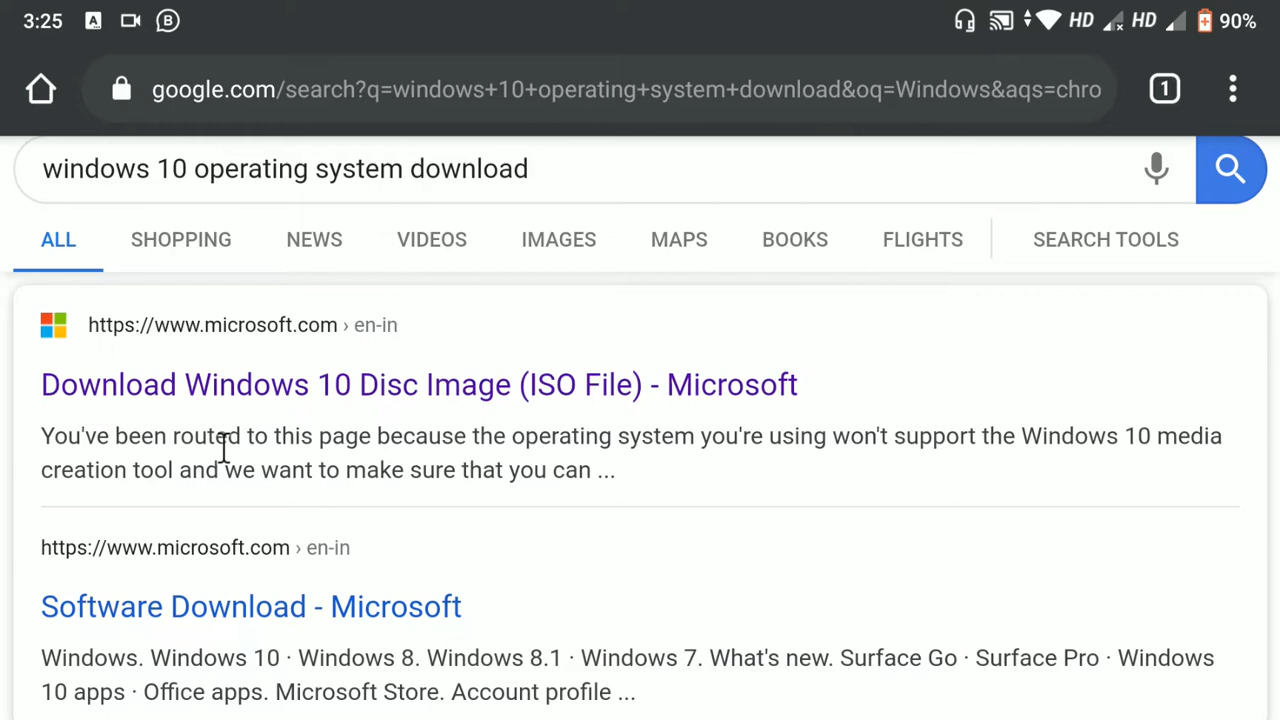 3:25 A B HD HD 90%
google.com/search?q=windows+10+operating+system+download&oq=Windows&aqs=chro 1
windows 10 operating system download
ALL SHOPPING NEWS VIDEOS IMAGES MAPS BOOKS FLIGHTS SEARCH TOOLS
https://www.microsoft.com › en-in
Download Windows 10 Disc Image (ISO File) - Microsoft
You've been routed to this page because the operating system you're using won't support the Windows 10 media
creation tool and we want to make sure that you can ...
https://www.microsoft.com › en-in
Software Download - Microsoft
Windows. Windows 10 · Windows 8. Windows 8.1 · Windows 7. What's new. Surface Go · Surface Pro · Windows
10 apps · Office apps. Microsoft Store. Account profile ...